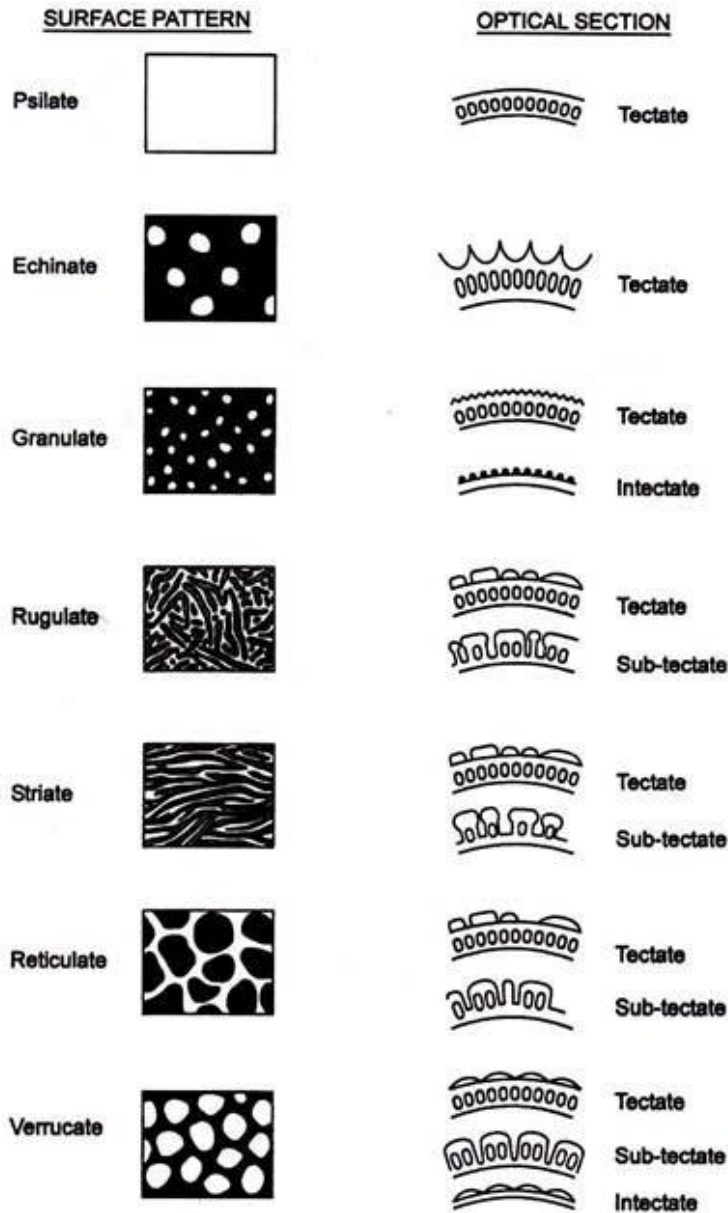 SURFACE PATTERN OPTICAL SECTION
Psilate Tectate
Echinate Tectate
Granulate Tectate
Intectate
Rugulate Tectate
Sub-tectate
Striate Tectate
Sub-tectate
Reticulate Tectate
Sub-tectate
Verrucate Tectate
Sub-tectate
Intectate